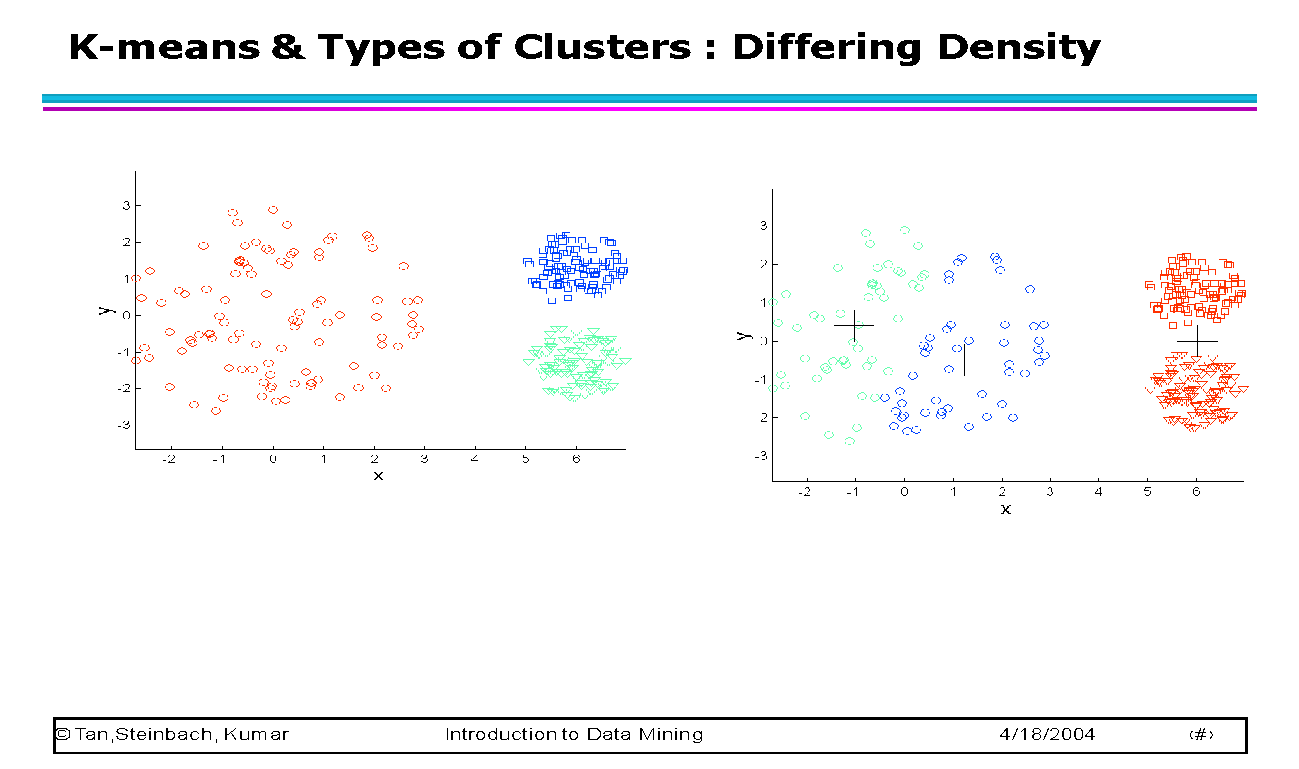 K-means & Types of Clusters : Differing Density
3
2
1
0
-1
-2
-3
y
-2 -1 0 1 2 3 4 5 6
x
3
2
1
0
-1
2
-3
y
-2 -1 0 1 2 3 4 5 6
x
© Tan,Steinbach, Kumar Introduction to Data Mining 4/18/2004 ‹#›